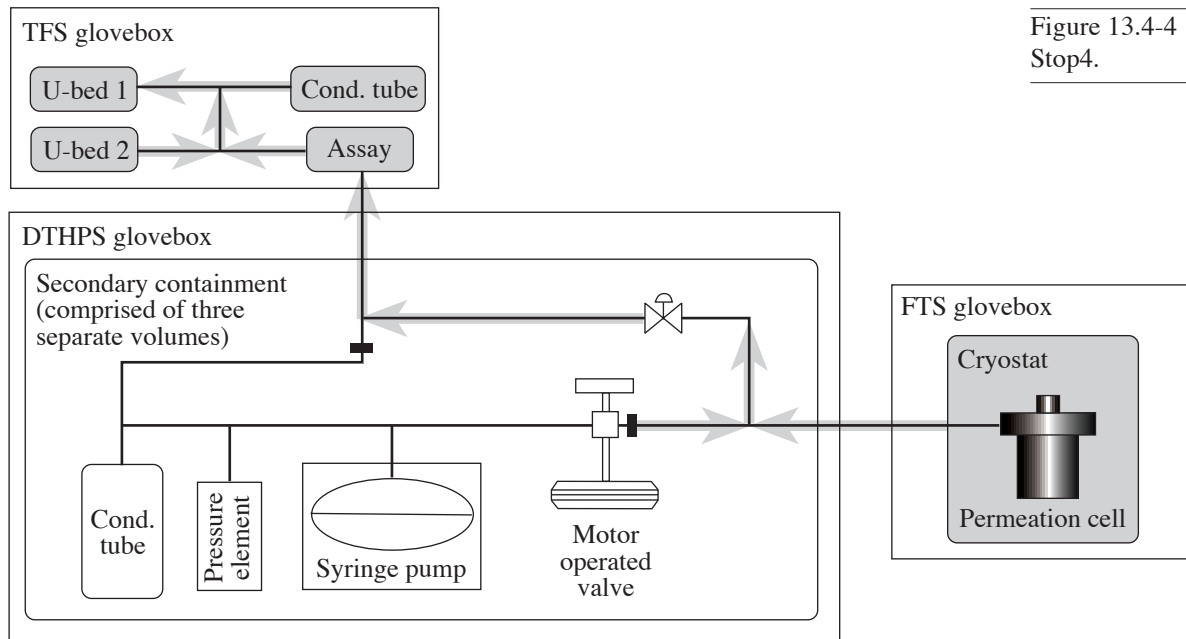 Figure 13.4-4
Stop4.
TFS glovebox
U-bed 1
Cond. tube
U-bed 2
Assay
DTHPS glovebox
Secondary containment
(comprised of three
separate volumes)
FTS glovebox
Cryostat
Permeation cell
Cond.
tube
Pressure
element
Syringe pump
Motor
operated
valve